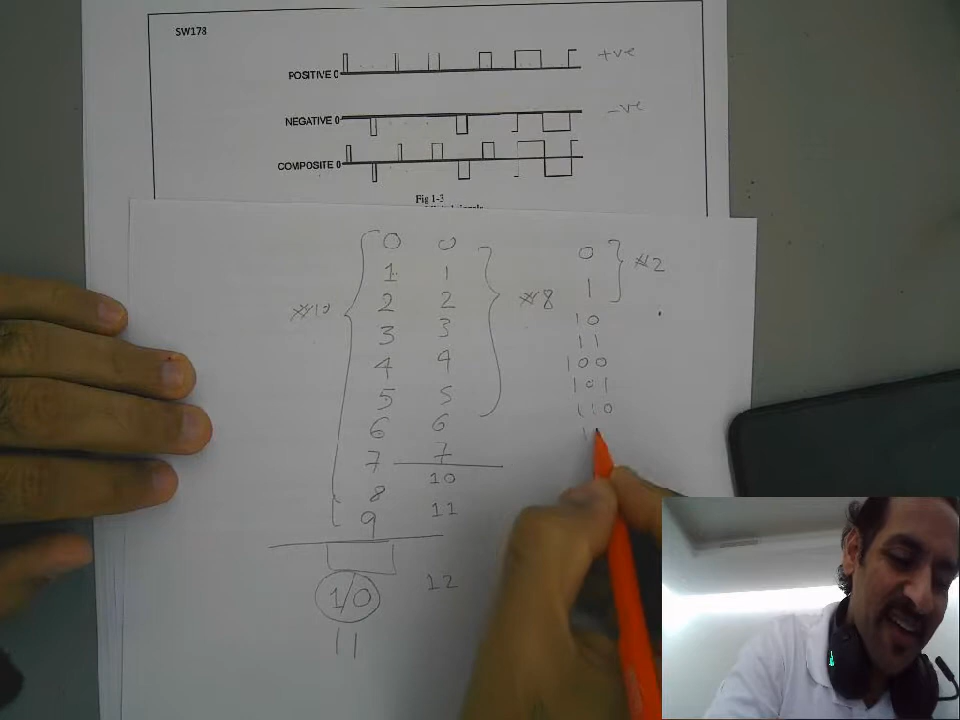 SW178
POSITIVE 0 +ve
NEGATIVE 0 -ve
COMPOSITE 0
Fig 1-3
0 0 0
1 1 1 2
2 2 10
10 8
3 3 11
4 4 100
5 5 101
6 6 110
7 7 1
8 10
9 11
1/0 12
11